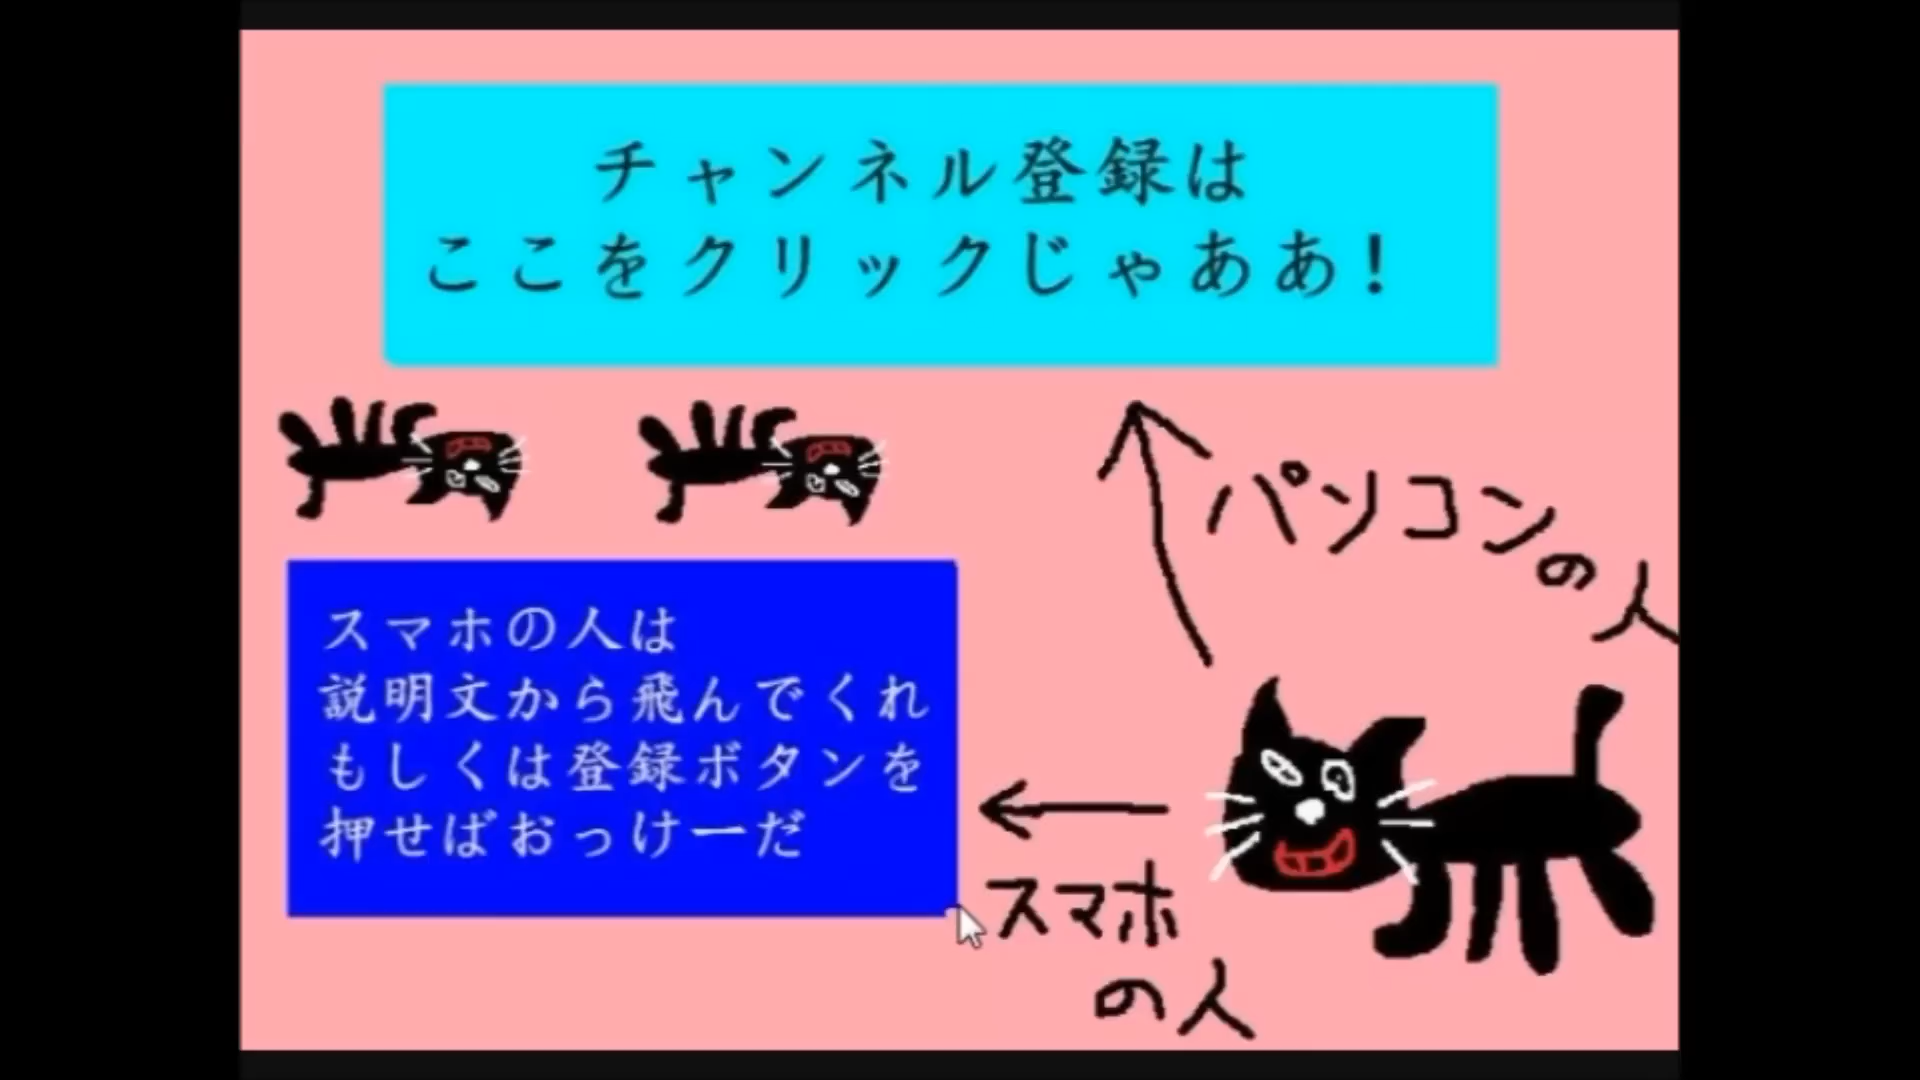 チャンネル登録は
ここをクリックじゃああ！
パソコンの人
スマホの人は
説明文から飛んでくれ
もしくは登録ボタンを
押せばおっけーだ
スマホ
の人